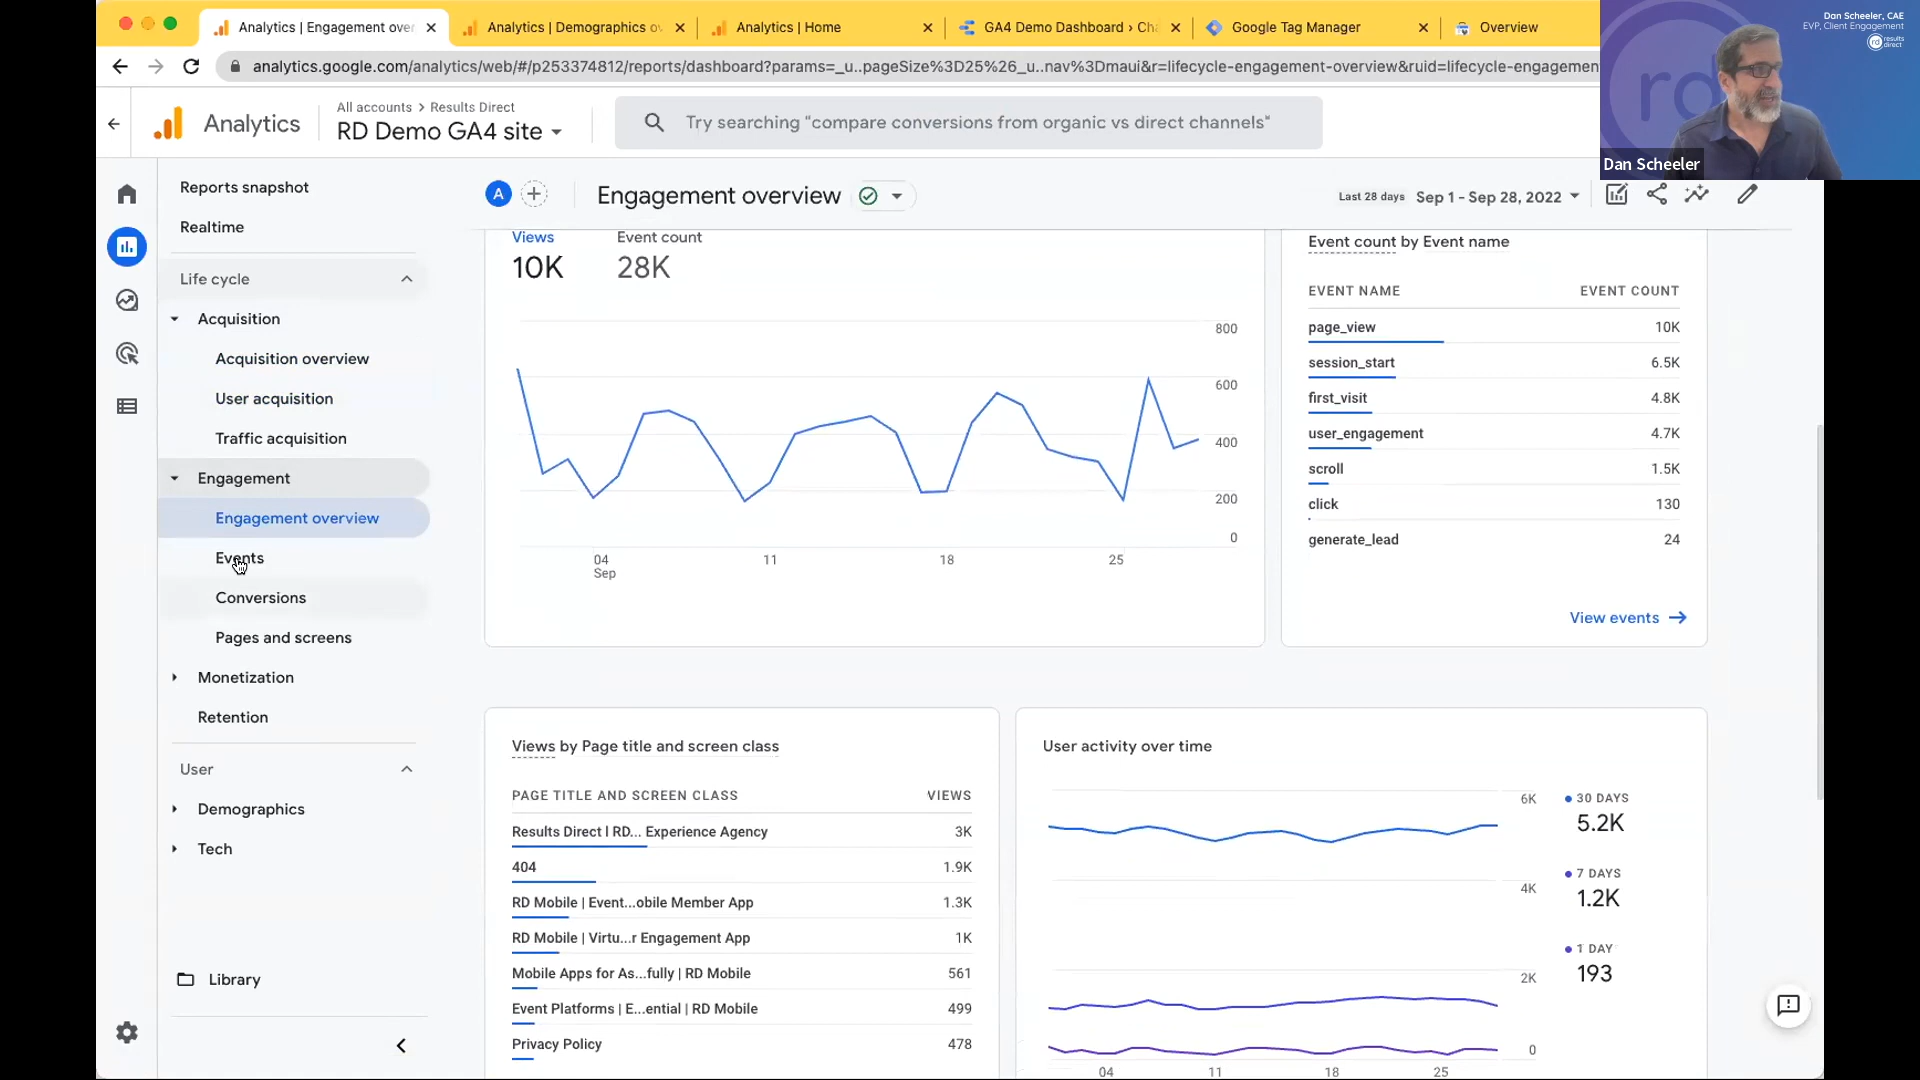 Analytics | Engagement over
Analytics | Demographics o
Analytics | Home
GA4 Demo Dashboard › Cha
Google Tag Manager
Overview
Dan Scheeler, CAE
EVP, Client Engagement
rd results direct
rd
Dan Scheeler
analytics.google.com/analytics/web/#/p253374812/reports/dashboard?params=_u..pageSize%3D25%26_u..nav%3Dmaui&r=lifecycle-engagement-overview&ruid=lifecycle-engagemen
Analytics
All accounts > Results Direct
RD Demo GA4 site
Try searching "compare conversions from organic vs direct channels"
Reports snapshot
Realtime
Life cycle
Acquisition
Acquisition overview
User acquisition
Traffic acquisition
Engagement
Engagement overview
Events
Conversions
Pages and screens
Monetization
Retention
User
Demographics
Tech
Library
A
Engagement overview
Last 28 days Sep 1 - Sep 28, 2022
Views
10K
Event count
28K
800
600
400
200
0
04
Sep
11
18
25
Event count by Event name
EVENT NAME EVENT COUNT
page_view 10K
session_start 6.5K
first_visit 4.8K
user_engagement 4.7K
scroll 1.5K
click 130
generate_lead 24
View events
Views by Page title and screen class
PAGE TITLE AND SCREEN CLASS VIEWS
Results Direct l RD... Experience Agency 3K
404 1.9K
RD Mobile | Event...obile Member App 1.3K
RD Mobile | Virtu...r Engagement App 1K
Mobile Apps for As...fully | RD Mobile 561
Event Platforms | E...ential | RD Mobile 499
Privacy Policy 478
User activity over time
6K
4K
2K
0
04
11
18
25
30 DAYS
5.2K
7 DAYS
1.2K
1 DAY
193